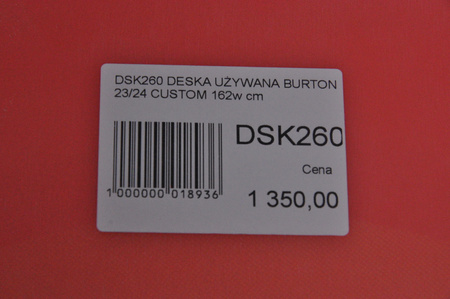 DSK260 DESKA UŻYWANA BURTON
23/24 CUSTOM 162w cm
DSK260
Cena
1 000000 018936
1 350,00